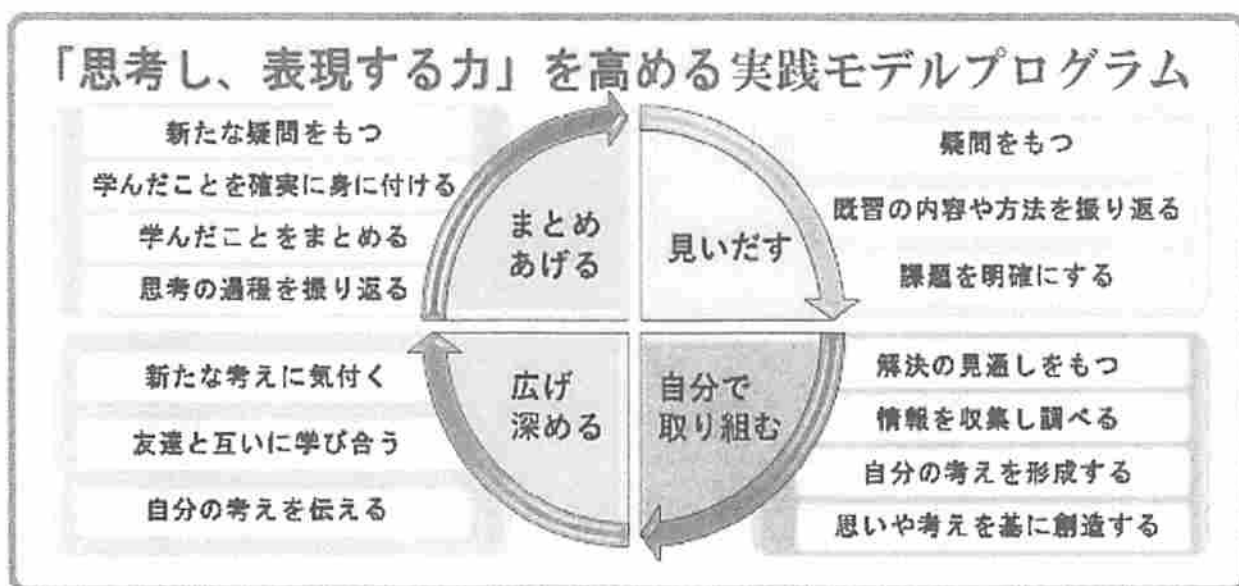 「思考し、表現する力」を高める実践モデルプログラム
新たな疑問をもつ
学んだことを確実に身に付ける
学んだことをまとめる
思考の過程を振り返る
まとめ
あげる
見いだす
疑問をもつ
既習の内容や方法を振り返る
課題を明確にする
新たな考えに気付く
友達と互いに学び合う
自分の考えを伝える
広げ
深める
自分で
取り組む
解決の見通しをもつ
情報を収集し調べる
自分の考えを形成する
思いや考えを基に創造する